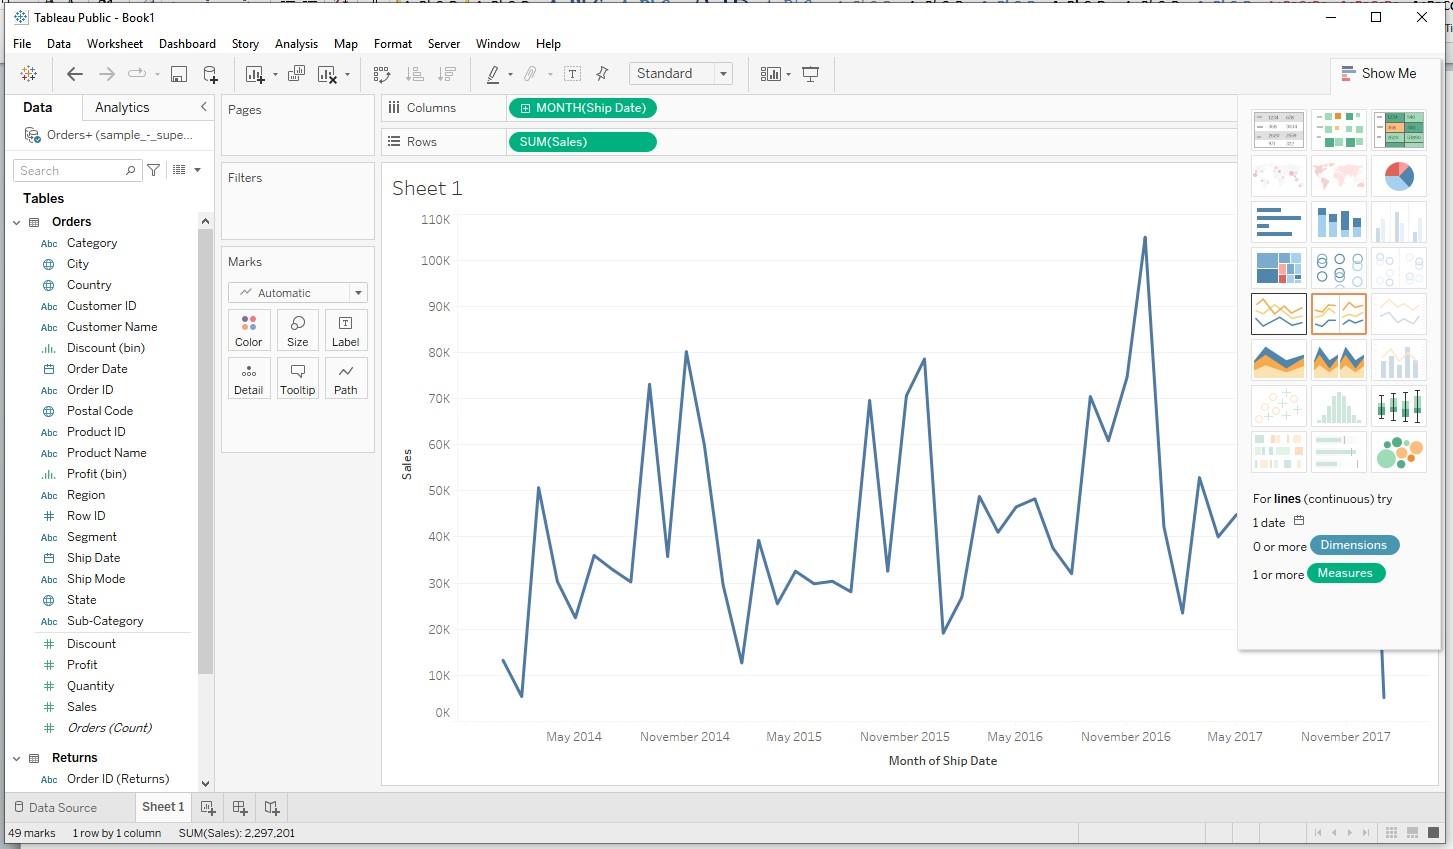 Tableau Public - Book1
File Data Worksheet Dashboard Story Analysis Map Format Server Window Help
Standard
Show Me
Data Analytics
Pages
Columns MONTH(Ship Date)
Orders+ (sample_-_supe...
Rows SUM(Sales)
Search
Filters
Tables
Sheet 1
Orders
Abc Category
City
Country
Abc Customer ID
Abc Customer Name
Discount (bin)
Order Date
Abc Order ID
Postal Code
Abc Product ID
Abc Product Name
Profit (bin)
Abc Region
# Row ID
Abc Segment
Ship Date
Abc Ship Mode
State
Abc Sub-Category
# Discount
# Profit
# Quantity
# Sales
# Orders (Count)
Returns
Abc Order ID (Returns)
Marks
Automatic
Color Size Label
Detail Tooltip Path
110K
100K
90K
80K
70K
60K
50K
40K
30K
20K
10K
0K
Sales
May 2014 November 2014 May 2015 November 2015 May 2016 November 2016 May 2017 November 2017
Month of Ship Date
For lines (continuous) try
1 date
0 or more Dimensions
1 or more Measures
Data Source Sheet 1
49 marks 1 row by 1 column SUM(Sales): 2,297,201